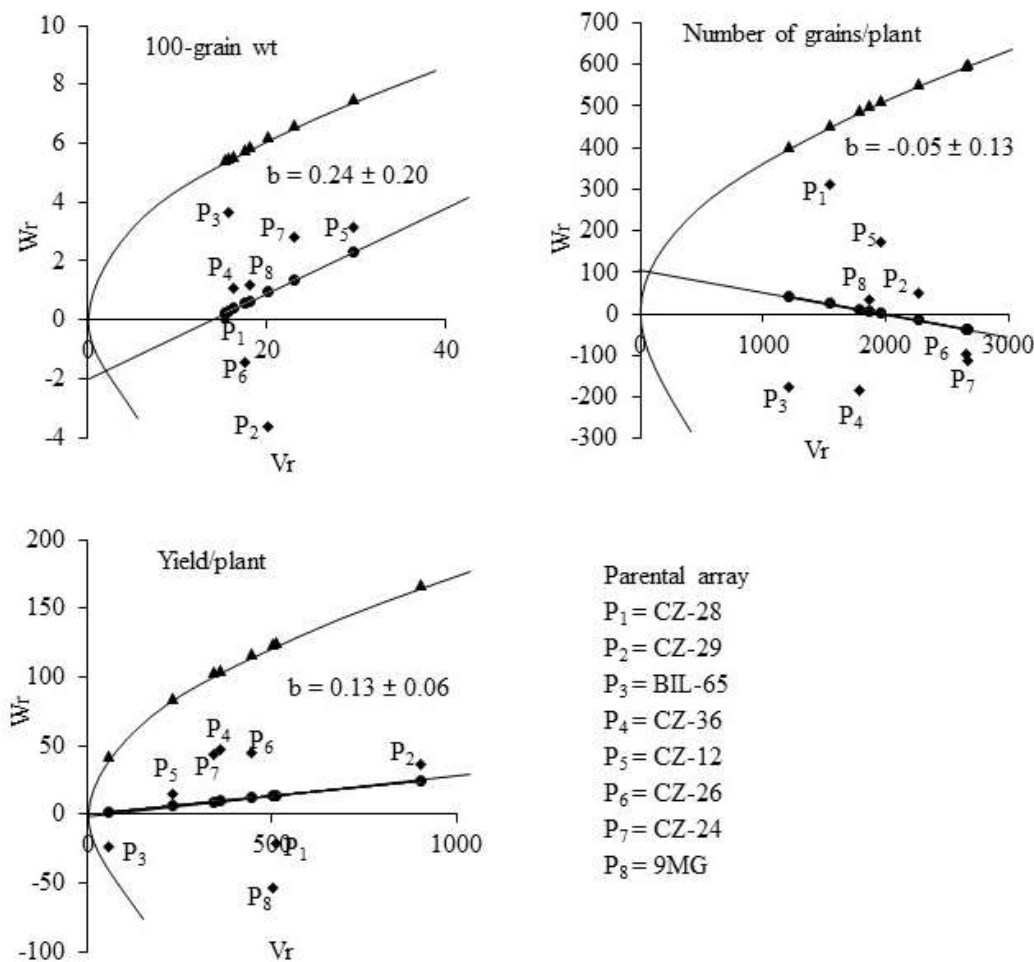 100-grain wt
10
8
6
4
2
0
-2
-4
Wr
b = 0.24 ± 0.20
P3
P7
P5
P4
P8
P1
P6
P2
0
20
40
Vr
Number of grains/plant
700
600
500
400
300
200
100
0
-100
-200
-300
Wr
b = -0.05 ± 0.13
P1
P5
P8
P2
0
1000
2000
3000
P6
P7
P3
P4
Vr
Yield/plant
200
150
100
50
0
-50
-100
Wr
b = 0.13 ± 0.06
P4
P6
P5
P7
P2
0
500
1000
P3
P1
P8
Vr
Parental array
P1 = CZ-28
P2 = CZ-29
P3 = BIL-65
P4 = CZ-36
P5 = CZ-12
P6 = CZ-26
P7 = CZ-24
P8 = 9MG